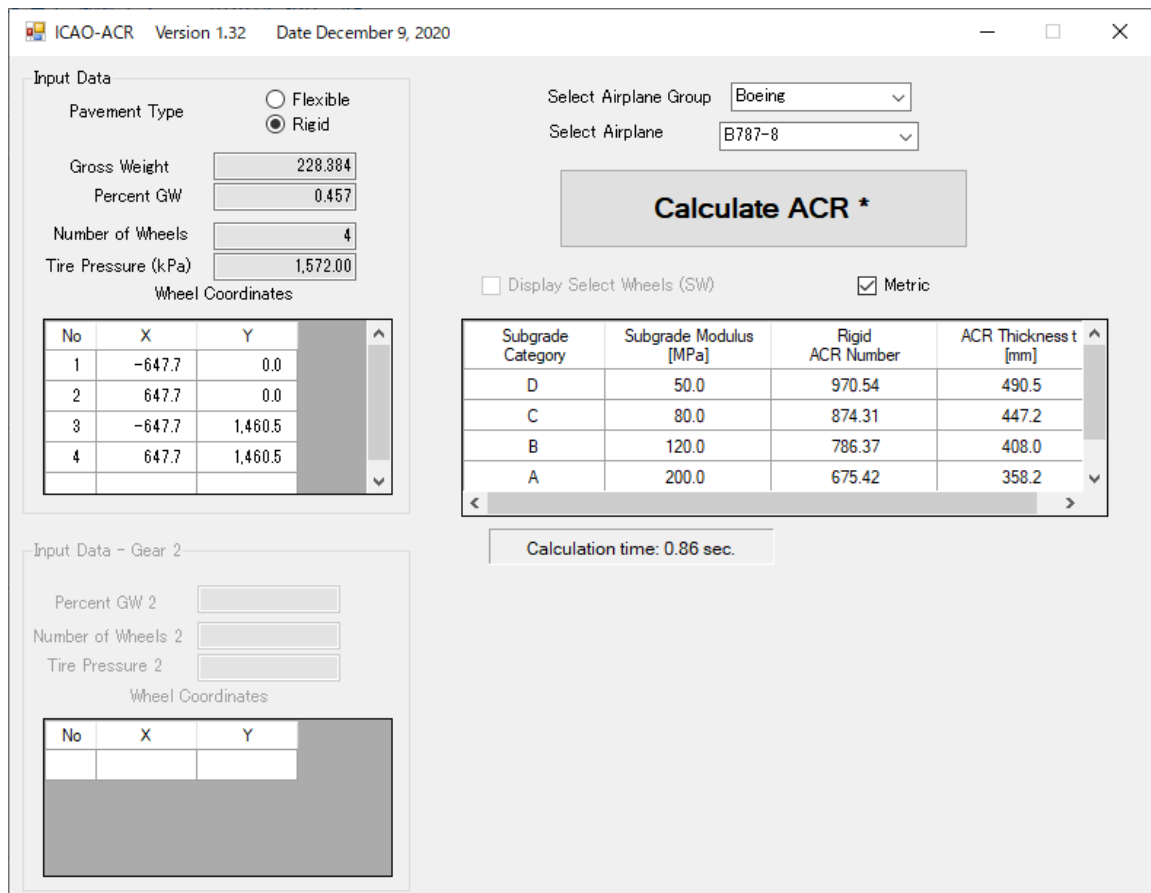 ICAO-ACR Version 1.32 Date December 9, 2020
Input Data
Pavement Type
Flexible
Rigid
Gross Weight 228.384
Percent GW 0.457
Number of Wheels 4
Tire Pressure (kPa) 1,572.00
Wheel Coordinates
No X Y
1 -647.7 0.0
2 647.7 0.0
3 -647.7 1,460.5
4 647.7 1,460.5
Input Data - Gear 2
Percent GW 2
Number of Wheels 2
Tire Pressure 2
Wheel Coordinates
No X Y
Select Airplane Group Boeing
Select Airplane B787-8
Calculate ACR *
Display Select Wheels (SW) Metric
Subgrade Category Subgrade Modulus [MPa] Rigid ACR Number ACR Thickness t [mm]
D 50.0 970.54 490.5
C 80.0 874.31 447.2
B 120.0 786.37 408.0
A 200.0 675.42 358.2
Calculation time: 0.86 sec.